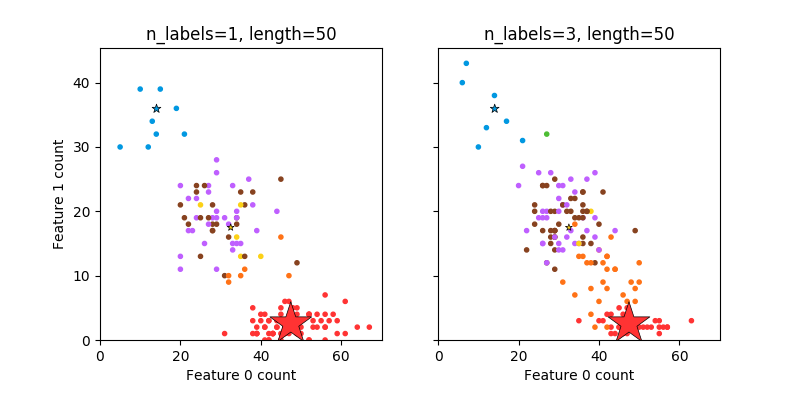 n_labels=1, length=50
n_labels=3, length=50
Feature 1 count
40
30
20
10
0
0 20 40 60
0 20 40 60
Feature 0 count
Feature 0 count